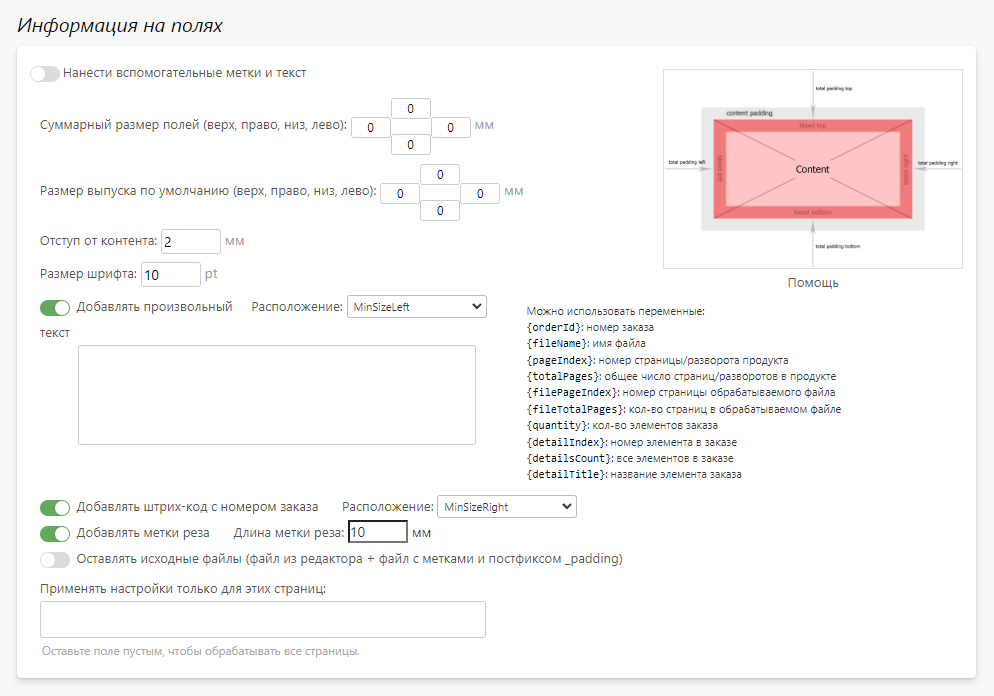 Информация на полях
Нанести вспомогательные метки и текст
Суммарный размер полей (верх, право, низ, лево):
0
0
0
0
мм
Размер выпуска по умолчанию (верх, право, низ, лево):
0
0
0
0
мм
Отступ от контента: 2 мм
Размер шрифта: 10 pt
Добавлять произвольный текст
Расположение: MinSizeLeft
total padding top
content padding
bleed top
total padding left
bleed left
Content
bleed right
total padding right
bleed bottom
total padding bottom
Помощь
Можно использовать переменные:
{orderId}: номер заказа
{fileName}: имя файла
{pageIndex}: номер страницы/разворота продукта
{totalPages}: общее число страниц/разворотов в продукте
{filePageIndex}: номер страницы обрабатываемого файла
{fileTotalPages}: кол-во страниц в обрабатываемом файле
{quantity}: кол-во элементов заказа
{detailIndex}: номер элемента в заказе
{detailsCount}: все элементов в заказе
{detailTitle}: название элемента заказа
Добавлять штрих-код с номером заказа Расположение: MinSizeRight
Добавлять метки реза Длина метки реза: 10 мм
Оставлять исходные файлы (файл из редактора + файл с метками и постфиксом _padding)
Применять настройки только для этих страниц:
Оставьте поле пустым, чтобы обрабатывать все страницы.